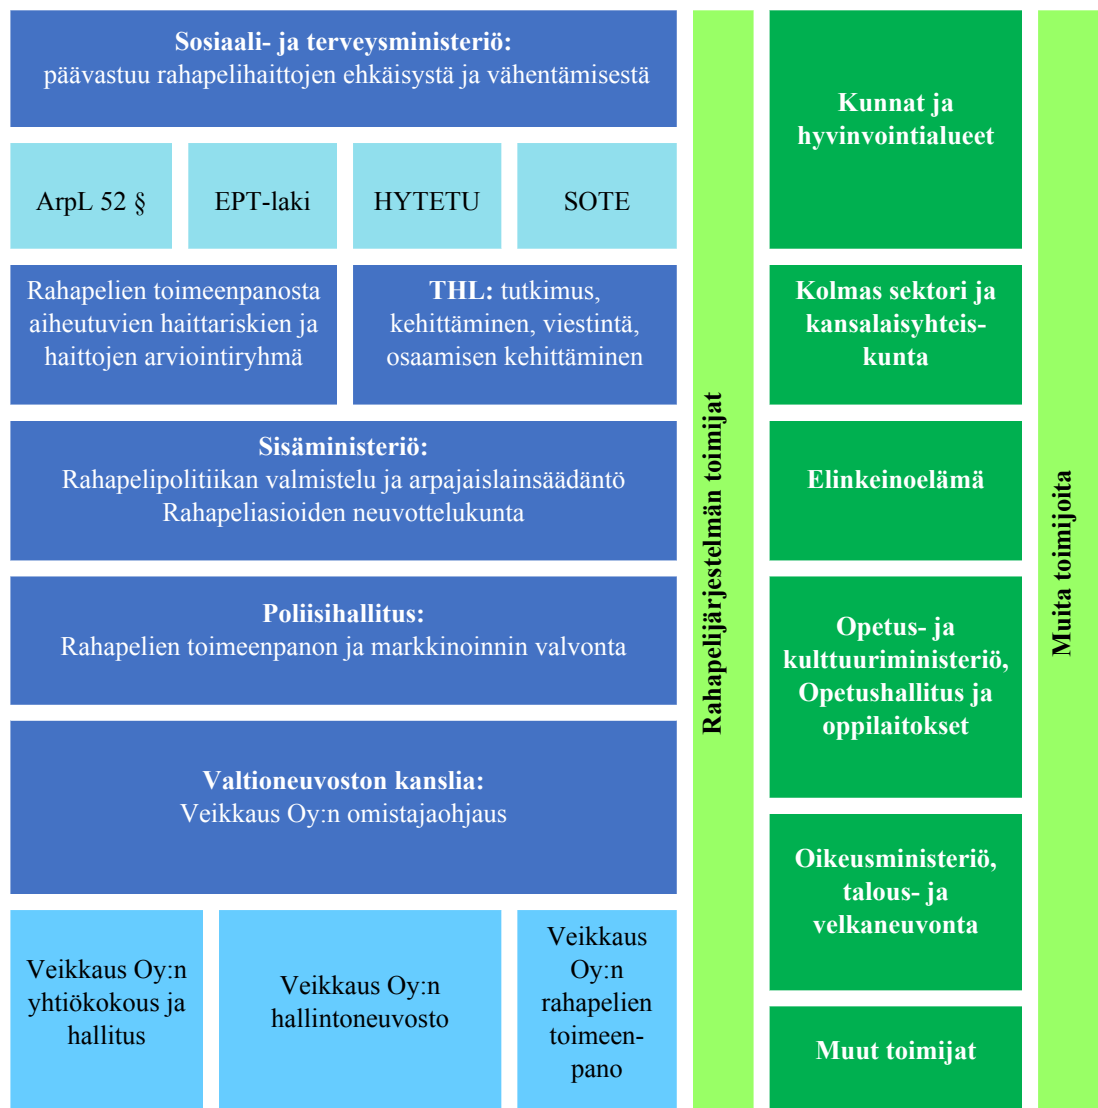 Sosiaali- ja terveysministeriö:
päävastuu rahapelihaittojen ehkäisystä ja vähentämisestä
ArpL 52 §
EPT-laki
HYTETU
SOTE
Rahapelien toimeenpanosta
aiheutuvien haittariskien ja
haittojen arviointiryhmä
THL: tutkimus,
kehittäminen, viestintä,
osaamisen kehittäminen
Sisäministeriö:
Rahapelipolitiikan valmistelu ja arpajaislainsäädäntö
Rahapeliasioiden neuvottelukunta
Poliisihallitus:
Rahapelien toimeenpanon ja markkinoinnin valvonta
Valtioneuvoston kanslia:
Veikkaus Oy:n omistajaohjaus
Veikkaus Oy:n
yhtiökokous ja
hallitus
Veikkaus Oy:n
hallintoneuvosto
Veikkaus
Oy:n
rahapelien
toimeen-
pano
Rahapelijärjestelmän toimijat
Kunnat ja
hyvinvointialueet
Kolmas sektori ja
kansalaisyhteis-
kunta
Elinkeinoelämä
Opetus- ja
kulttuuriministeriö,
Opetushallitus ja
oppilaitokset
Oikeusministeriö,
talous- ja
velkaneuvonta
Muut toimijat
Muita toimijoita